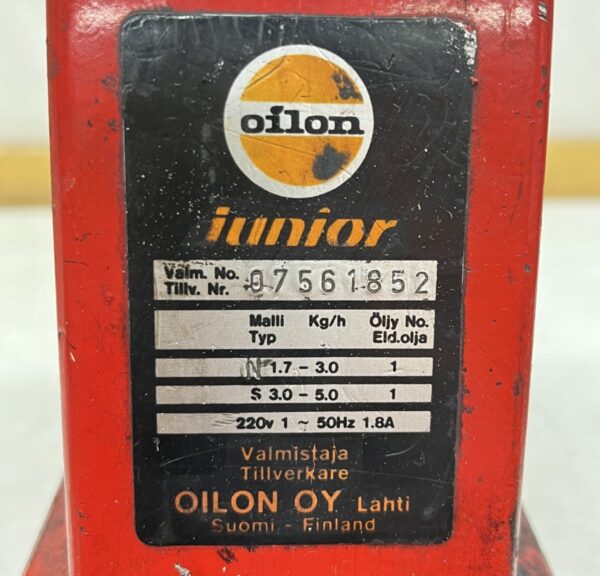 oilon
junior
Valm. No.
Tillv. Nr. 07561852
Malli Kg/h Öljy No.
Typ Eld.olja
N 1.7 - 3.0 1
S 3.0 - 5.0 1
220v 1 ~ 50Hz 1.8A
Valmistaja
Tillverkare
OILON OY Lahti
Suomi - Finland